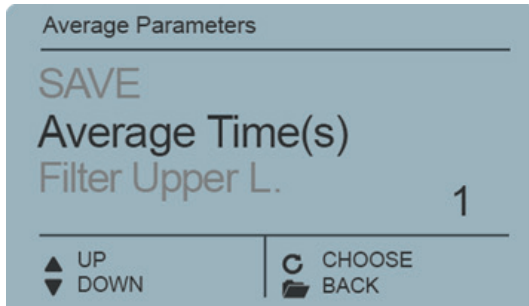 Average Parameters
SAVE
Average Time(s)
Filter Upper L.
1
UP
DOWN
CHOOSE
BACK